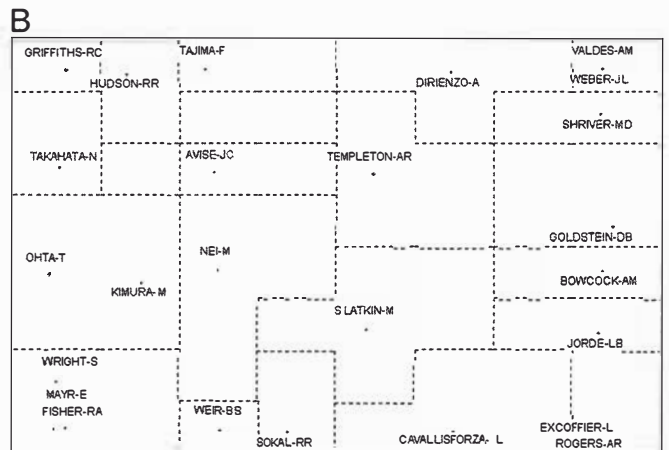 B
GRIFFITHS-RC
TAJIMA-F
VALDES-AM
HUDSON-RR
DIRIENZO-A
WEBER-JL
SHRIVER-MD
TAKAHATA-N
AVISE-JC
TEMPLETON-AR
GOLDSTEIN-DB
OHTA-T
NEI-M
BOWCOCK-AM
KIMURA-M
SLATKIN-M
JORDE-LB
WRIGHT-S
MAYR-E
FISHER-RA
WEIR-BS
SOKAL-RR
CAVALLISFORZA- L
EXCOFFIER-L
ROGERS-AR